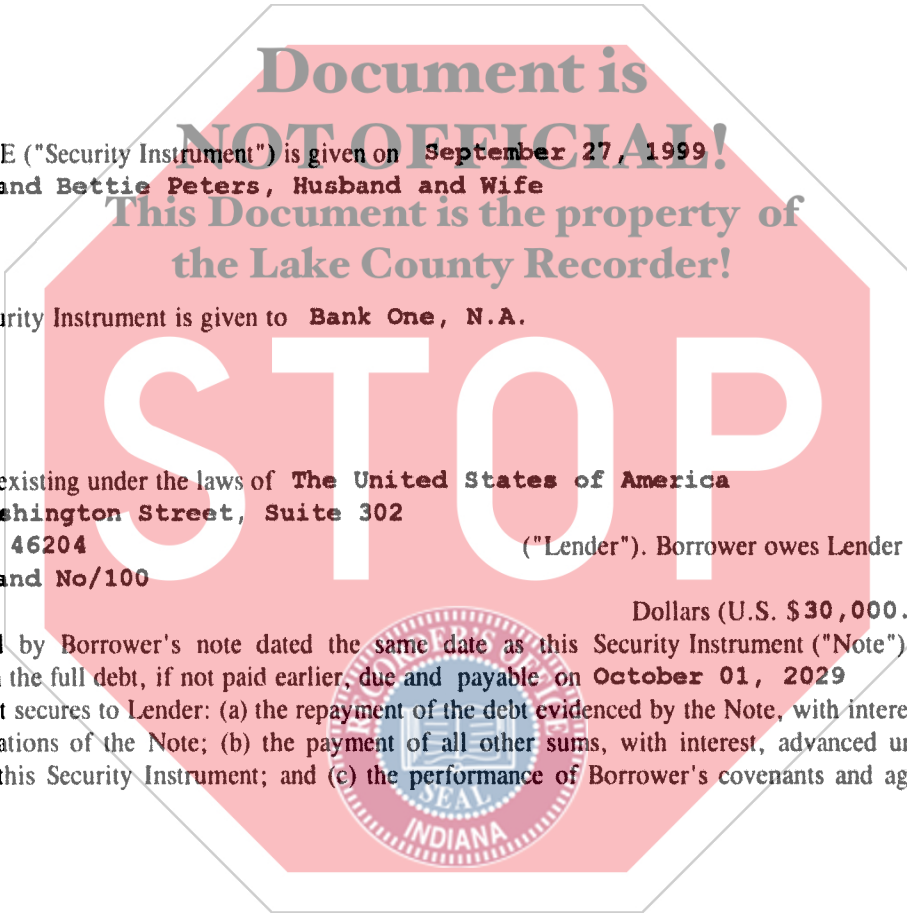 Document is
NOT OFFICIAL!
E ("Security Instrument") is given on September 27, 1999
and Bettie Peters, Husband and Wife
This Document is the property of
the Lake County Recorder!
urity Instrument is given to Bank One, N.A.
STOP
existing under the laws of The United States of America
shington Street, Suite 302
46204 ("Lender"). Borrower owes Lender
and No/100
Dollars (U.S. $30,000.
l by Borrower's note dated the same date as this Security Instrument ("Note")
the full debt, if not paid earlier, due and payable on October 01, 2029
t secures to Lender: (a) the repayment of the debt evidenced by the Note, with intere
ations of the Note; (b) the payment of all other sums, with interest, advanced u
this Security Instrument; and (c) the performance of Borrower's covenants and ag
RECORDER'S OFFICE
SEAL
INDIANA